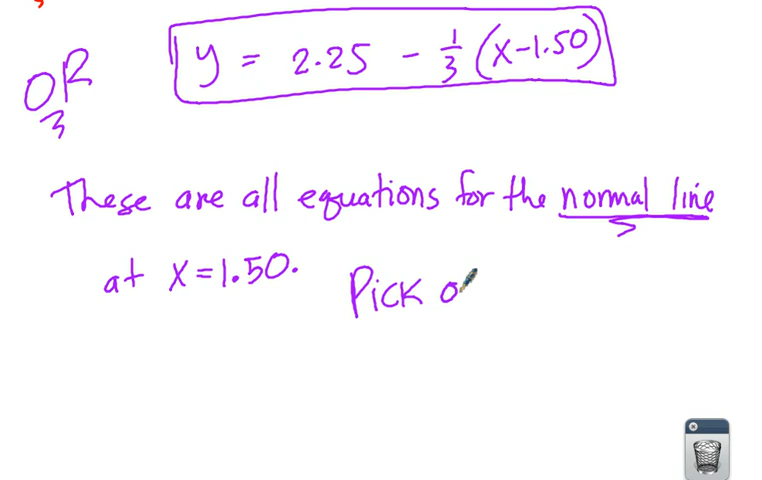 y = 2.25 - 1/3 (x-1.50)
OR
These are all equations for the normal line
at x=1.50. Pick o